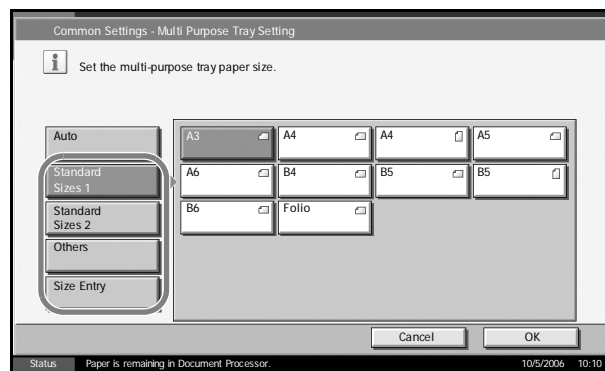 Common Settings - Multi Purpose Tray Setting
Set the multi-purpose tray paper size.
Auto
Standard
Sizes 1
Standard
Sizes 2
Others
Size Entry
A3 A4 A4 A5
A6 B4 B5 B5
B6 Folio
Cancel OK
Status Paper is remaining in Document Processor. 10/5/2006 10:10